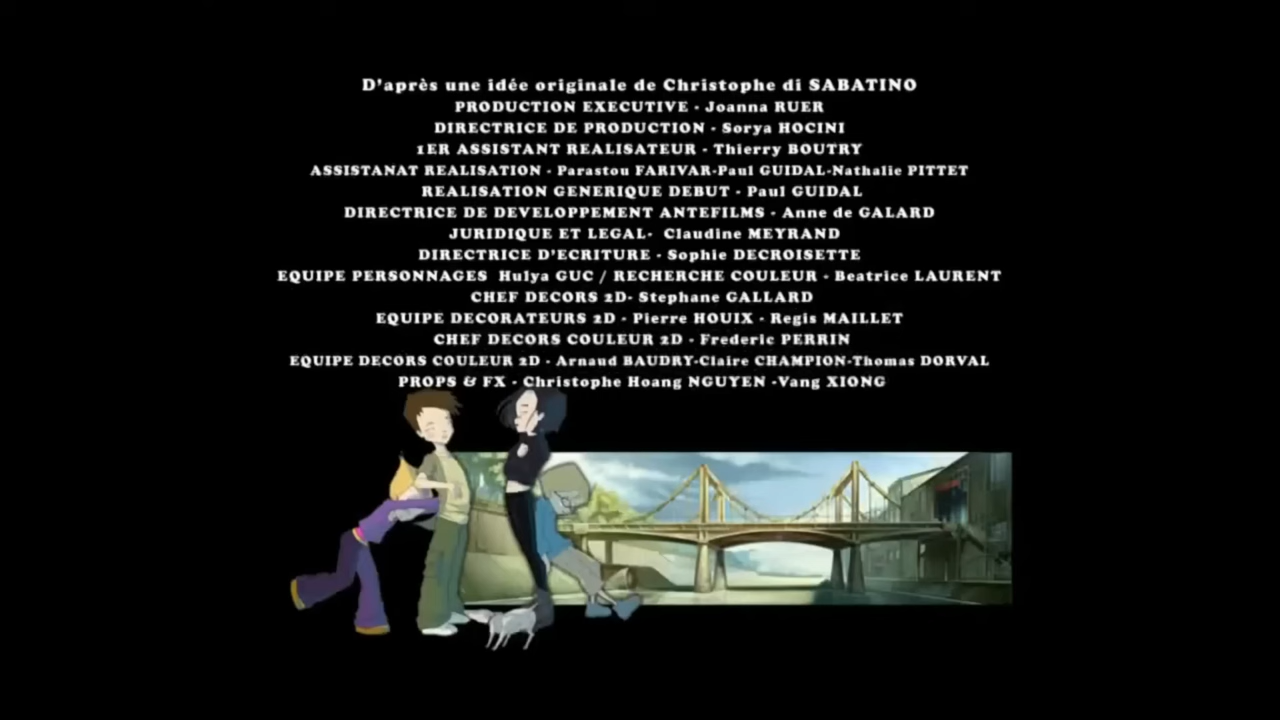 D'après une idée originale de Christophe di SABATINO
PRODUCTION EXECUTIVE - Joanna RUER
DIRECTRICE DE PRODUCTION - Sorya HOCINI
1ER ASSISTANT REALISATEUR - Thierry BOUTRY
ASSISTANAT REALISATION - Parastou FARIVAR-Paul GUIDAL-Nathalie PITTET
REALISATION GENERIQUE DEBUT - Paul GUIDAL
DIRECTRICE DE DEVELOPPEMENT ANTEFILMS - Anne de GALARD
JURIDIQUE ET LEGAL- Claudine MEYRAND
DIRECTRICE D'ECRITURE - Sophie DECROISETTE
EQUIPE PERSONNAGES Hulya GUC / RECHERCHE COULEUR - Beatrice LAURENT
CHEF DECORS 2D- Stephane GALLARD
EQUIPE DECORATEURS 2D - Pierre HOUIX - Regis MAILLET
CHEF DECORS COULEUR 2D - Frederic PERRIN
EQUIPE DECORS COULEUR 2D - Arnaud BAUDRY-Claire CHAMPION-Thomas DORVAL
PROPS & FX - Christophe Hoang NGUYEN -Vang XIONG